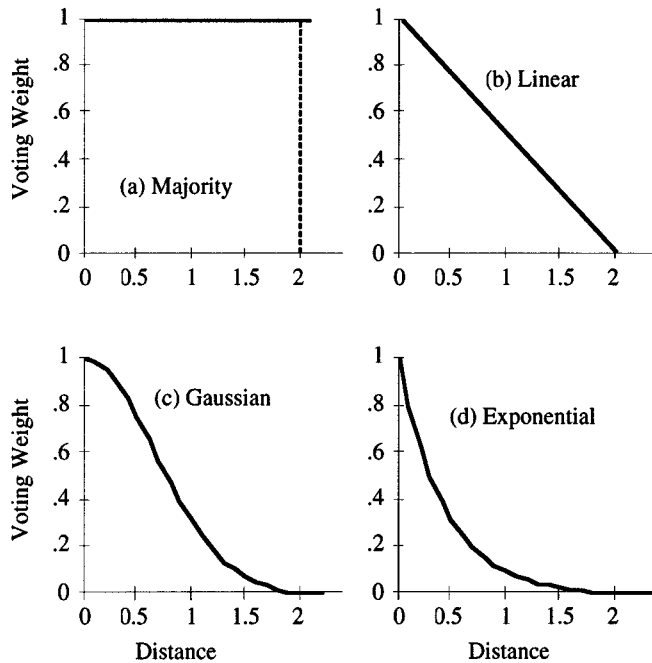 1
.8
.6
.4
.2
0
Voting Weight
(a) Majority
0 0.5 1 1.5 2
1
.8
.6
.4
.2
0
(b) Linear
0 0.5 1 1.5 2
1
.8
.6
.4
.2
0
Voting Weight
(c) Gaussian
0 0.5 1 1.5 2
Distance
1
.8
.6
.4
.2
0
(d) Exponential
0 0.5 1 1.5 2
Distance